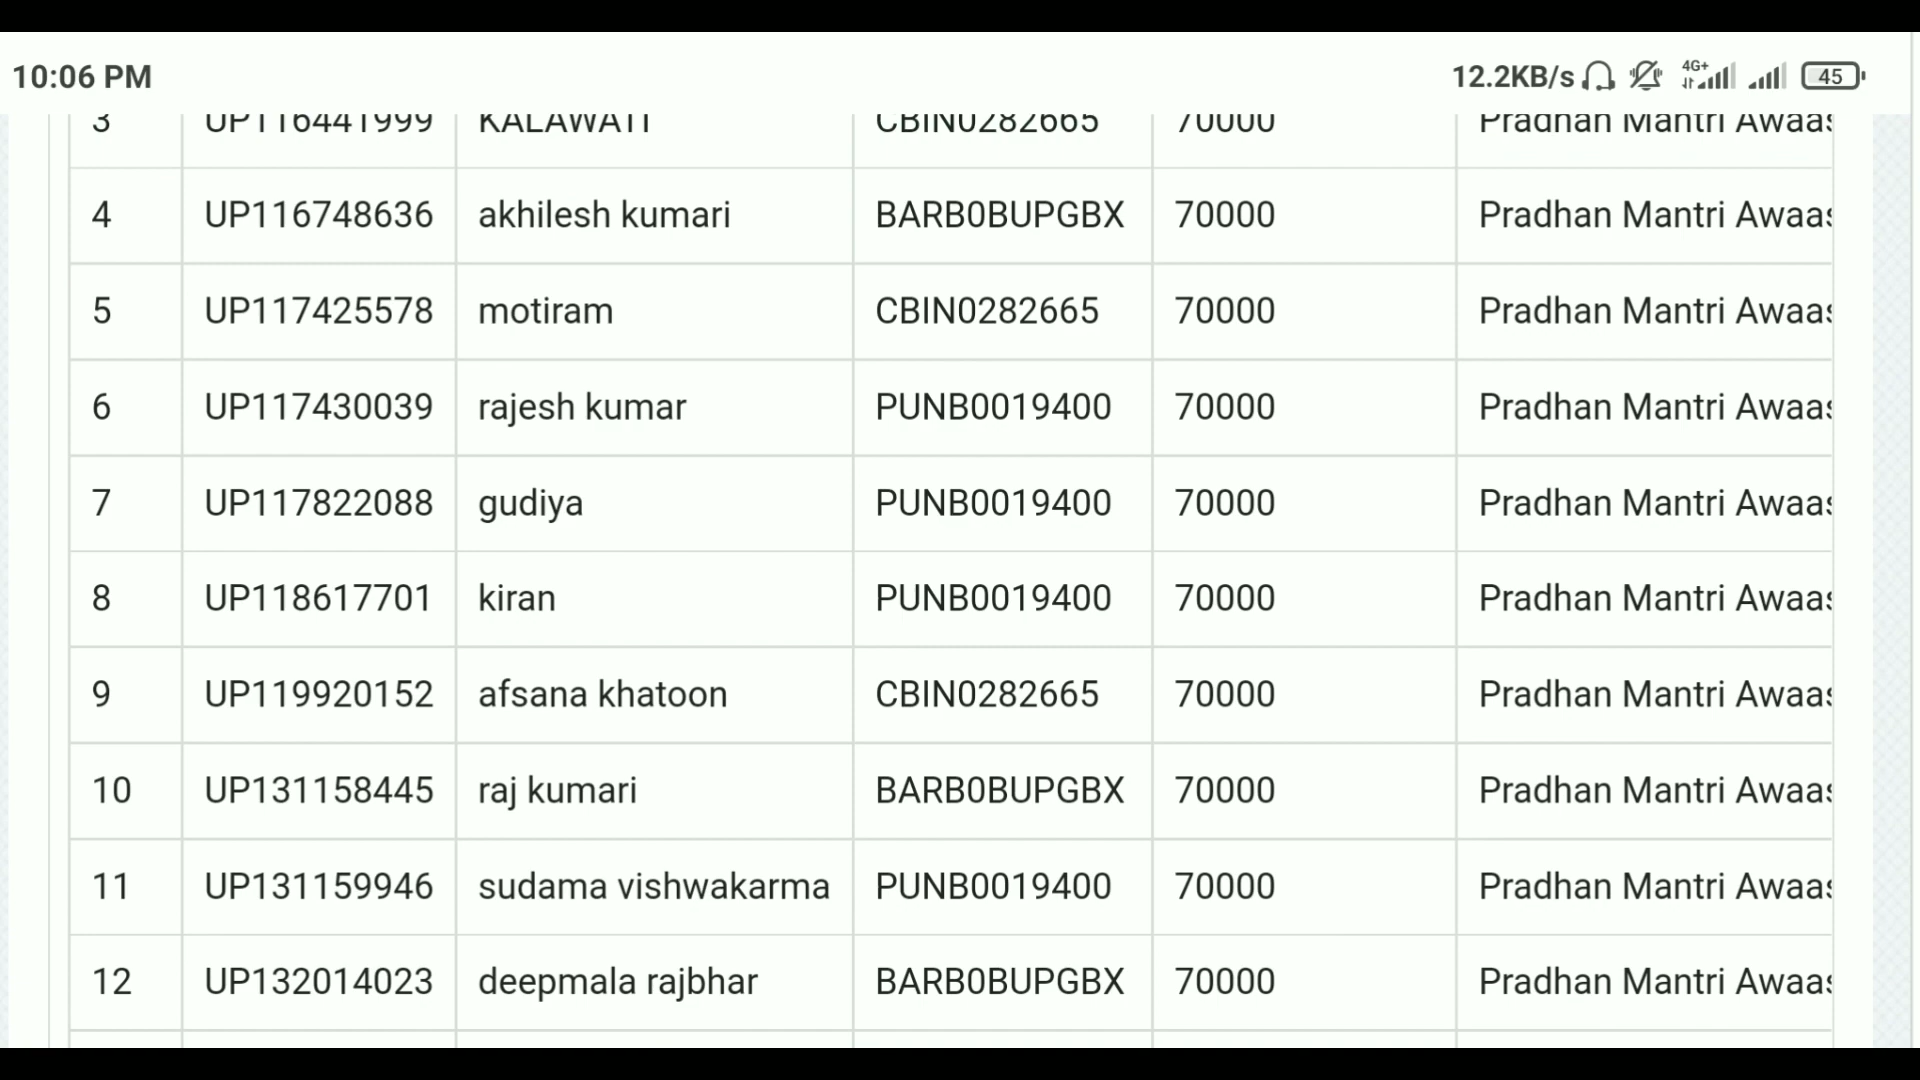 10:06 PM 12.2KB/s 4G+ 45
3 UP116441999 KALAWATI CBIN0282665 70000 Pradhan Mantri Awaas
4 UP116748636 akhilesh kumari BARB0BUPGBX 70000 Pradhan Mantri Awaas
5 UP117425578 motiram CBIN0282665 70000 Pradhan Mantri Awaas
6 UP117430039 rajesh kumar PUNB0019400 70000 Pradhan Mantri Awaas
7 UP117822088 gudiya PUNB0019400 70000 Pradhan Mantri Awaas
8 UP118617701 kiran PUNB0019400 70000 Pradhan Mantri Awaas
9 UP119920152 afsana khatoon CBIN0282665 70000 Pradhan Mantri Awaas
10 UP131158445 raj kumari BARB0BUPGBX 70000 Pradhan Mantri Awaas
11 UP131159946 sudama vishwakarma PUNB0019400 70000 Pradhan Mantri Awaas
12 UP132014023 deepmala rajbhar BARB0BUPGBX 70000 Pradhan Mantri Awaas